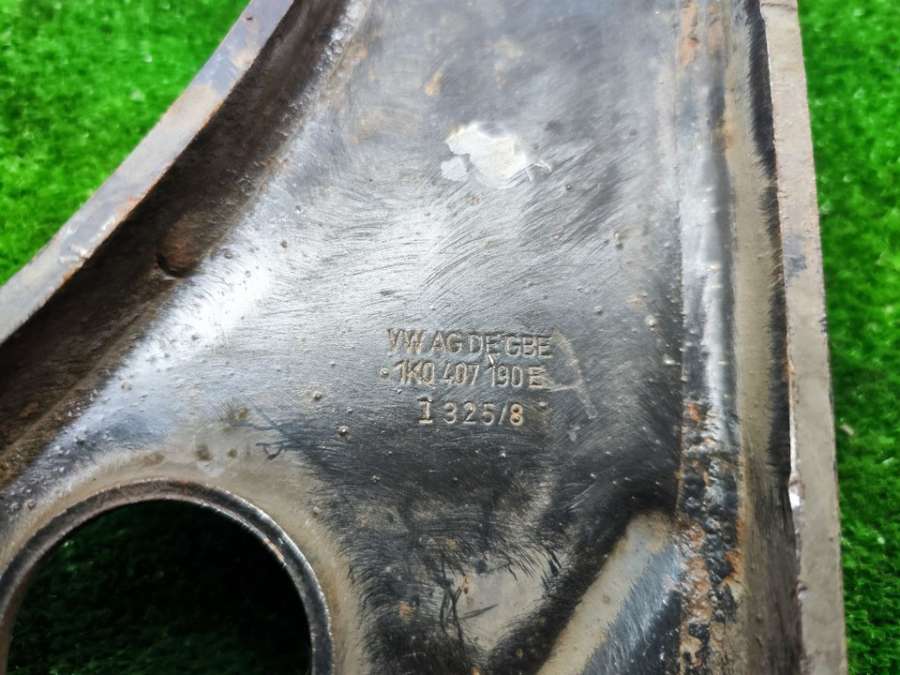 VW AG DE GBE
1K0 407 190 E
1 325/8